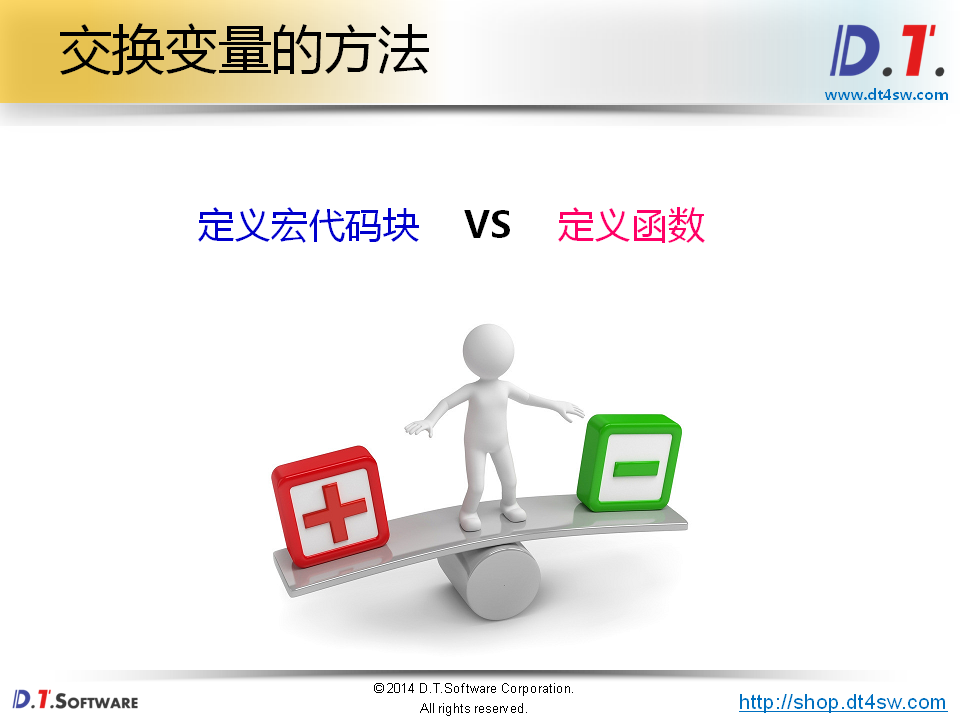 交换变量的方法
D.T.
www.dt4sw.com
定义宏代码块 VS 定义函数
D.T.SOFTWARE
©2014 D.T.Software Corporation.
All rights reserved.
http://shop.dt4sw.com